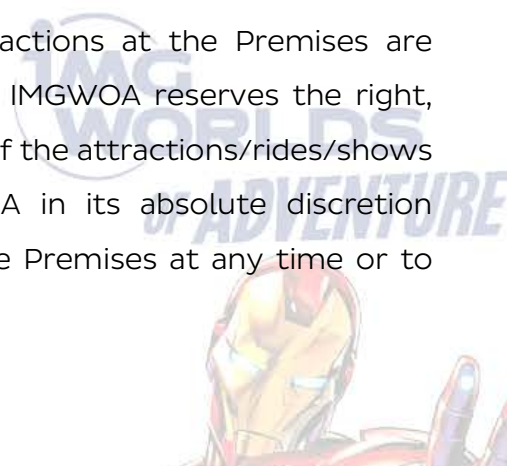 actions at the Premises are
IMGWOA reserves the right,
f the attractions/rides/shows
A in its absolute discretion
e Premises at any time or to
IMG
WORLDS
OF ADVENTURE